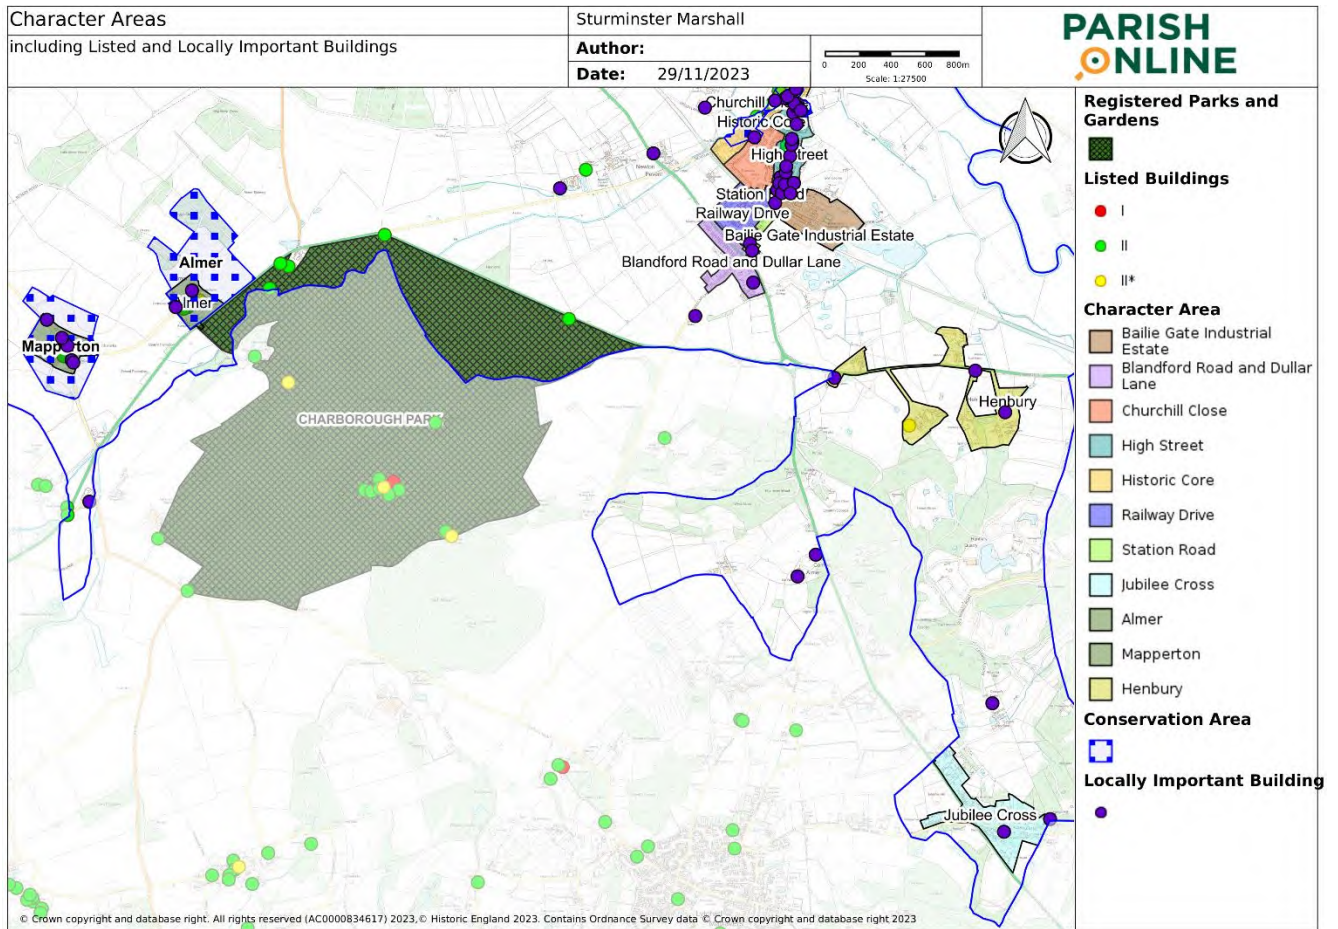 Character Areas
including Listed and Locally Important Buildings
Sturminster Marshall
Author:
Date: 29/11/2023
0 200 400 600 800m
Scale: 1:27500
PARISH
ONLINE
Registered Parks and
Gardens
Listed Buildings
I
II
II*
Character Area
Bailie Gate Industrial
Estate
Blandford Road and Dullar
Lane
Churchill Close
High Street
Historic Core
Railway Drive
Station Road
Jubilee Cross
Almer
Mapperton
Henbury
Conservation Area
Locally Important Building
Churchill
Historic Core
High Street
Station
Railway Drive
Bailie Gate Industrial Estate
Blandford Road and Dullar Lane
Almer
Almer
Mapperton
CHARBOROUGH PARK
Henbury
Jubilee Cross
© Crown copyright and database right. All rights reserved (AC0000834617) 2023,© Historic England 2023. Contains Ordnance Survey data © Crown copyright and database right 2023